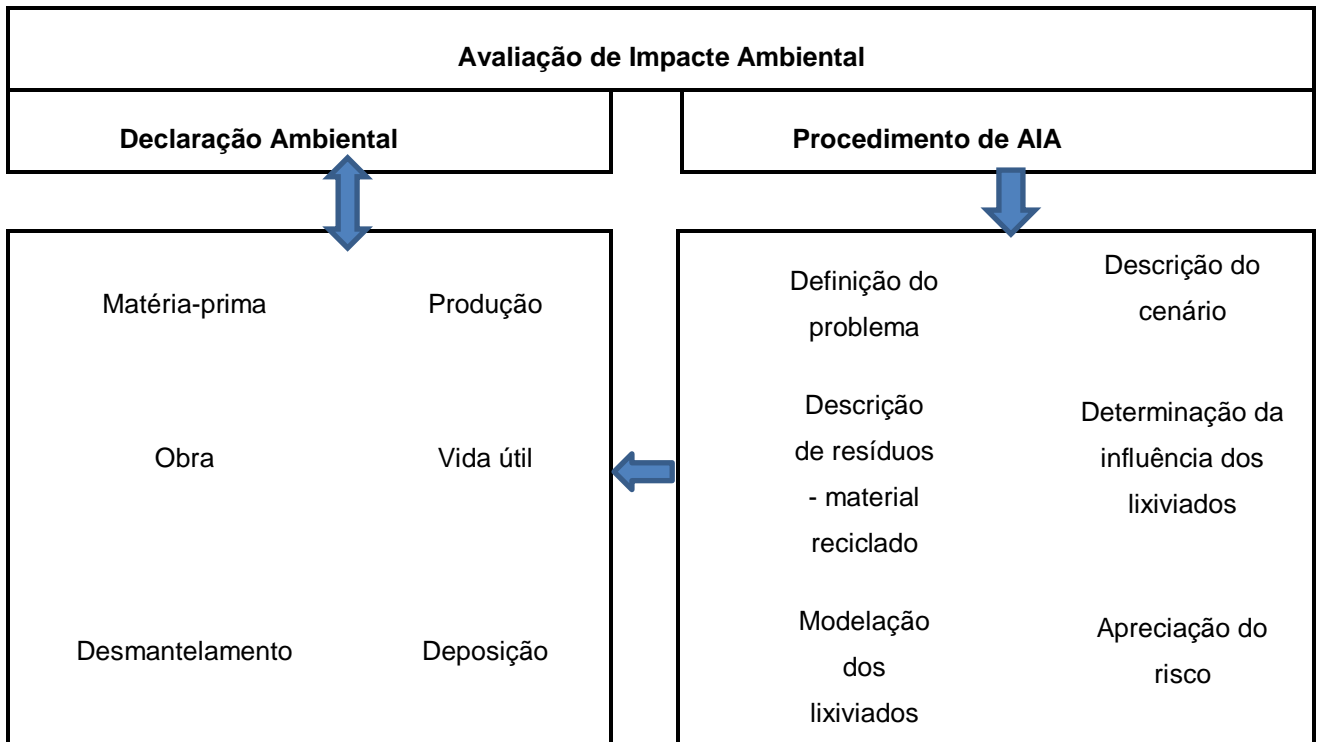 Avaliação de Impacte Ambiental
Declaração Ambiental
Procedimento de AIA
Matéria-prima
Produção
Obra
Vida útil
Desmantelamento
Deposição
Definição do
problema
Descrição do
cenário
Descrição
de resíduos
- material
reciclado
Determinação da
influência dos
lixiviados
Modelação
dos
lixiviados
Apreciação do
risco